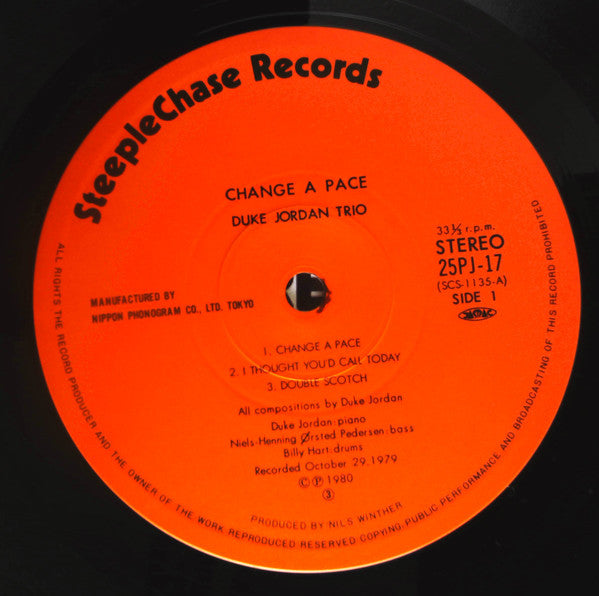 SteepleChase Records
CHANGE A PACE
DUKE JORDAN TRIO
33⅓ r.p.m.
STEREO
25PJ-17
(SCS-1135-A)
SIDE 1
MANUFACTURED BY
NIPPON PHONOGRAM CO., LTD. TOKYO
1. CHANGE A PACE
2. I THOUGHT YOU'D CALL TODAY
3. DOUBLE SCOTCH
All compositions by Duke Jordan
Duke Jordan:piano
Niels-Henning Ørsted Pedersen:bass
Billy Hart:drums
Recorded October 29.1979
©Ⓟ1980
③
PRODUCED BY NILS WINTHER
ALL RIGHTS THE RECORD PRODUCER AND THE OWNER OF THE WORK REPRODUCED RESERVED COPYING·PUBLIC PERFORMANCE AND BROADCASTING OF THIS RECORD PROHIBITED